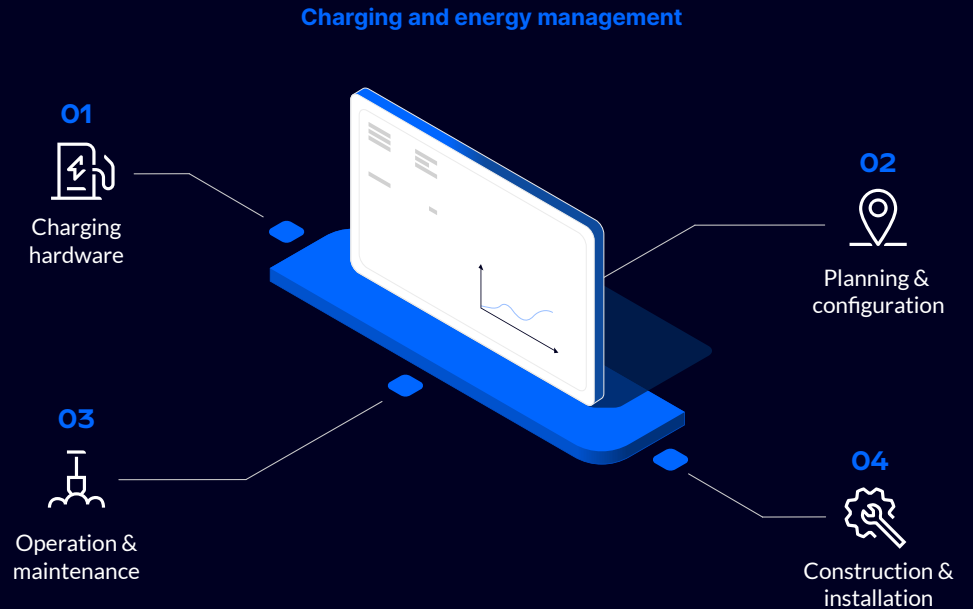 Charging and energy management
01
Charging
hardware
02
Planning &
configuration
03
Operation &
maintenance
04
Construction &
installation